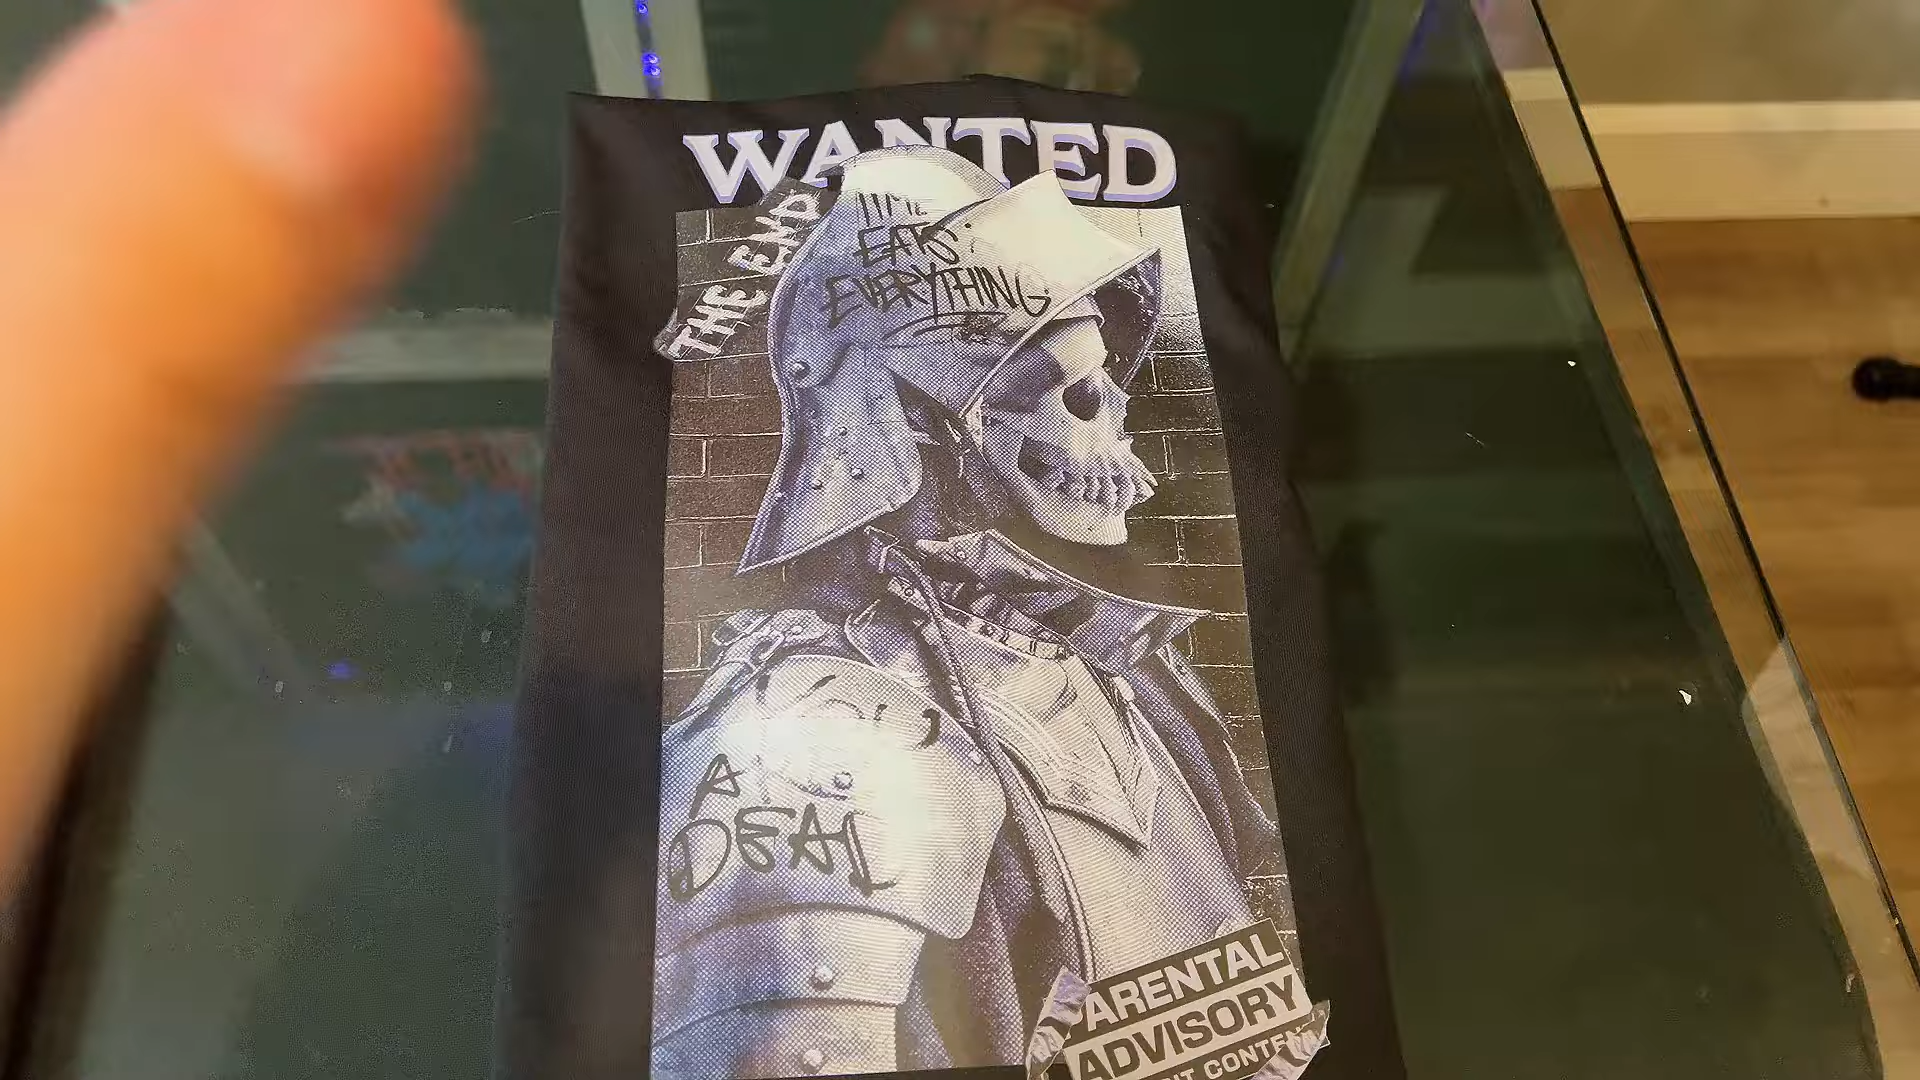 WANTED
THE END
TIME
EATS
EVERYTHING
A
DEAL
PARENTAL
ADVISORY